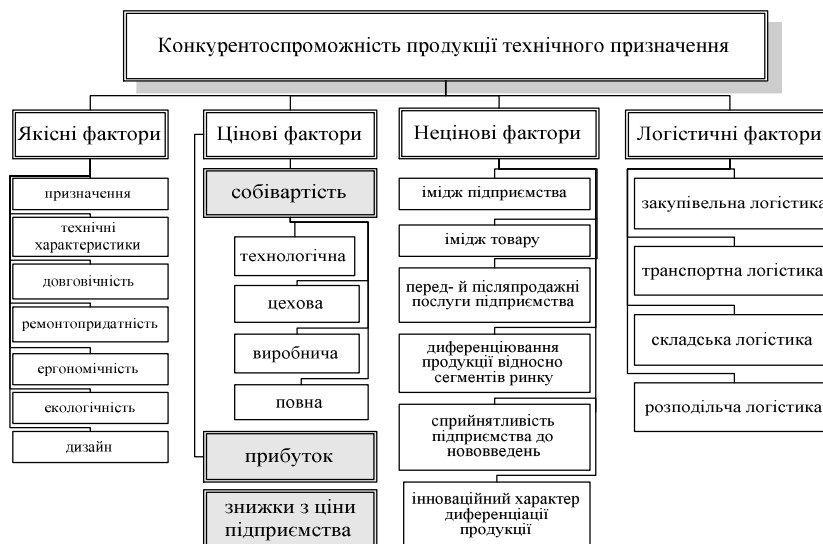 Конкурентоспроможність продукції технічного призначення
Якісні фактори
призначення
технічні
характеристики
довговічність
ремонтопридатність
ергономічність
екологічність
дизайн
Цінові фактори
собівартість
технологічна
цехова
виробнича
повна
прибуток
знижки з ціни
підприємства
Нецінові фактори
імідж підприємства
імідж товару
перед- й післяпродажні
послуги підприємства
диференціювання
продукції відносно
сегментів ринку
сприйнятливість
підприємства до
нововведень
інноваційний характер
диференціації
продукції
Логістичні фактори
закупівельна логістика
транспортна логістика
складська логістика
розподільча логістика